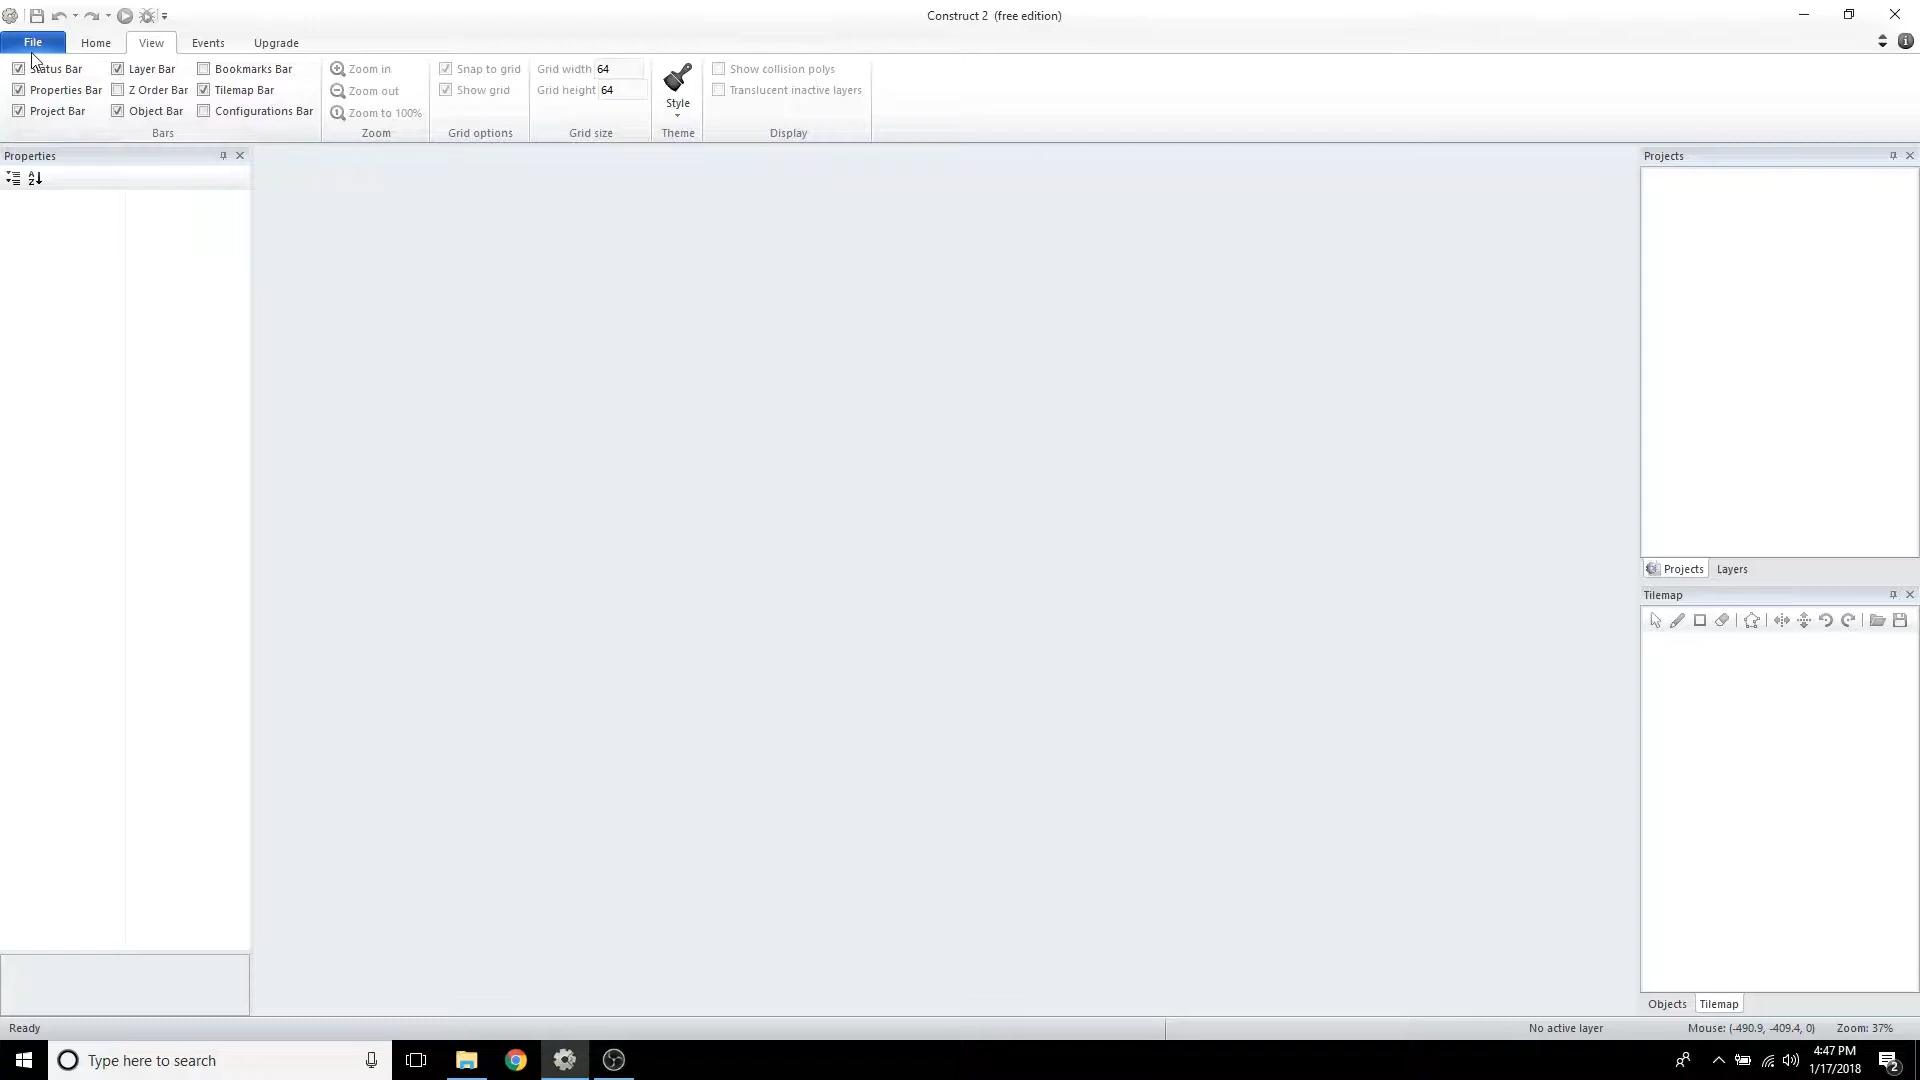 Construct 2 (free edition)
File Home View Events Upgrade
Status Bar Layer Bar Bookmarks Bar Zoom in Snap to grid Grid width 64 Show collision polys
Properties Bar Z Order Bar Tilemap Bar Zoom out Show grid Grid height 64 Style Translucent inactive layers
Project Bar Object Bar Configurations Bar Zoom to 100%
Bars Zoom Grid options Grid size Theme Display
Properties Projects
Projects Layers
Tilemap
Objects Tilemap
Ready No active layer Mouse: (-490.9, -409.4, 0) Zoom: 37%
Type here to search 4:47 PM
1/17/2018 2